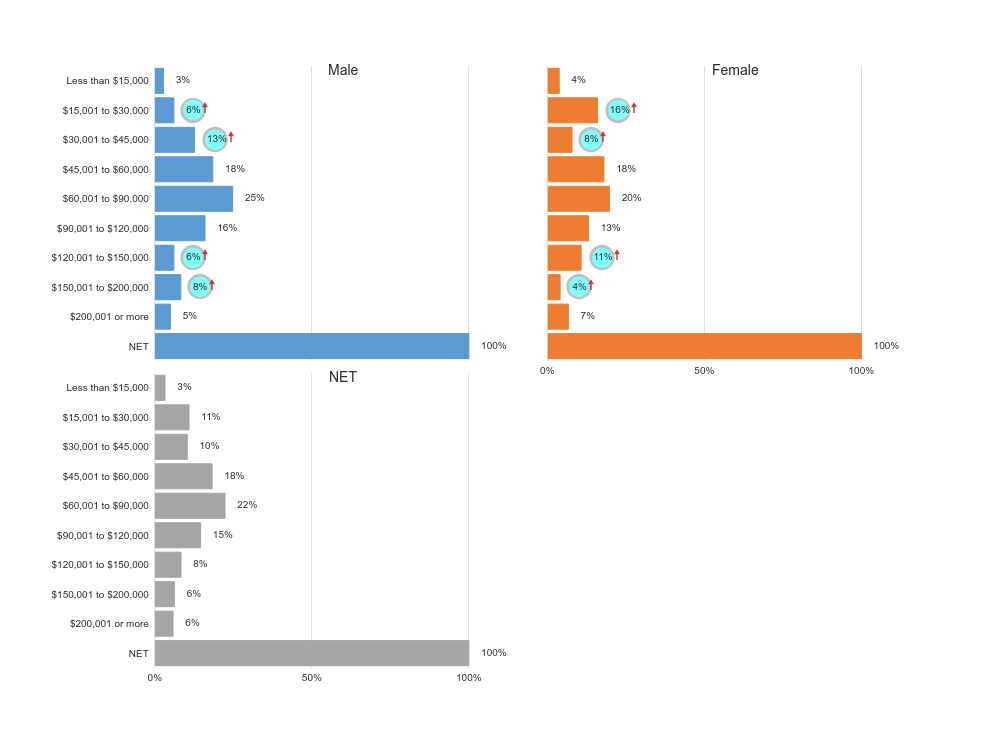 Male
Female
Less than $15,000 3% 4%
$15,001 to $30,000 6% 16%
$30,001 to $45,000 13% 8%
$45,001 to $60,000 18% 18%
$60,001 to $90,000 25% 20%
$90,001 to $120,000 16% 13%
$120,001 to $150,000 6% 11%
$150,001 to $200,000 8% 4%
$200,001 or more 5% 7%
NET 100% 100%
0% 50% 100%
NET
Less than $15,000 3%
$15,001 to $30,000 11%
$30,001 to $45,000 10%
$45,001 to $60,000 18%
$60,001 to $90,000 22%
$90,001 to $120,000 15%
$120,001 to $150,000 8%
$150,001 to $200,000 6%
$200,001 or more 6%
NET 100%
0% 50% 100%